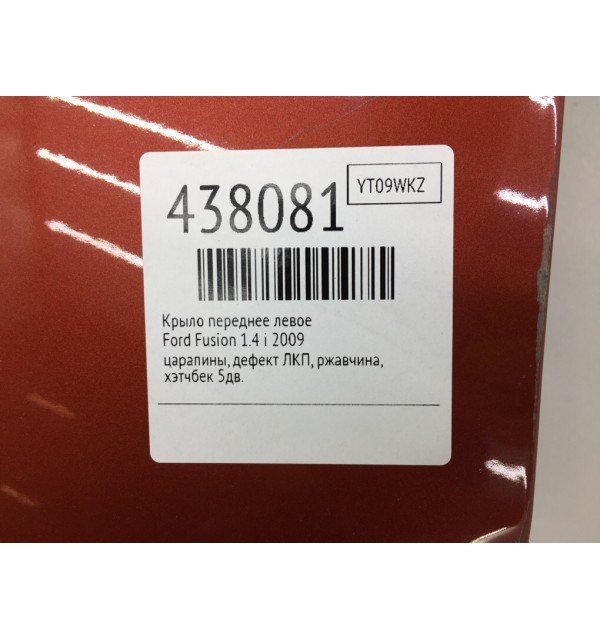 438081
YT09WKZ
Крыло переднее левое
Ford Fusion 1.4 i 2009
царапины, дефект ЛКП, ржавчина,
хэтчбек 5дв.